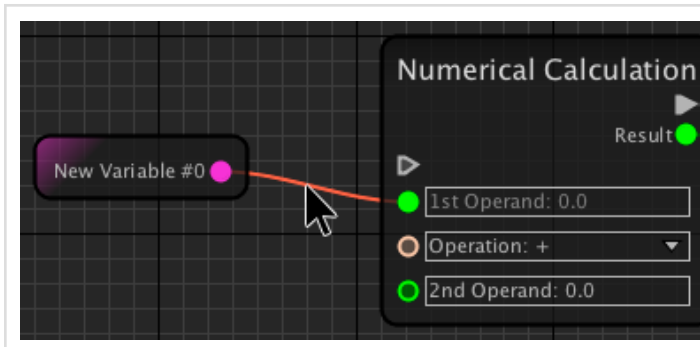 Numerical Calculation
Result
New Variable #0
1st Operand: 0.0
Operation: +
2nd Operand: 0.0